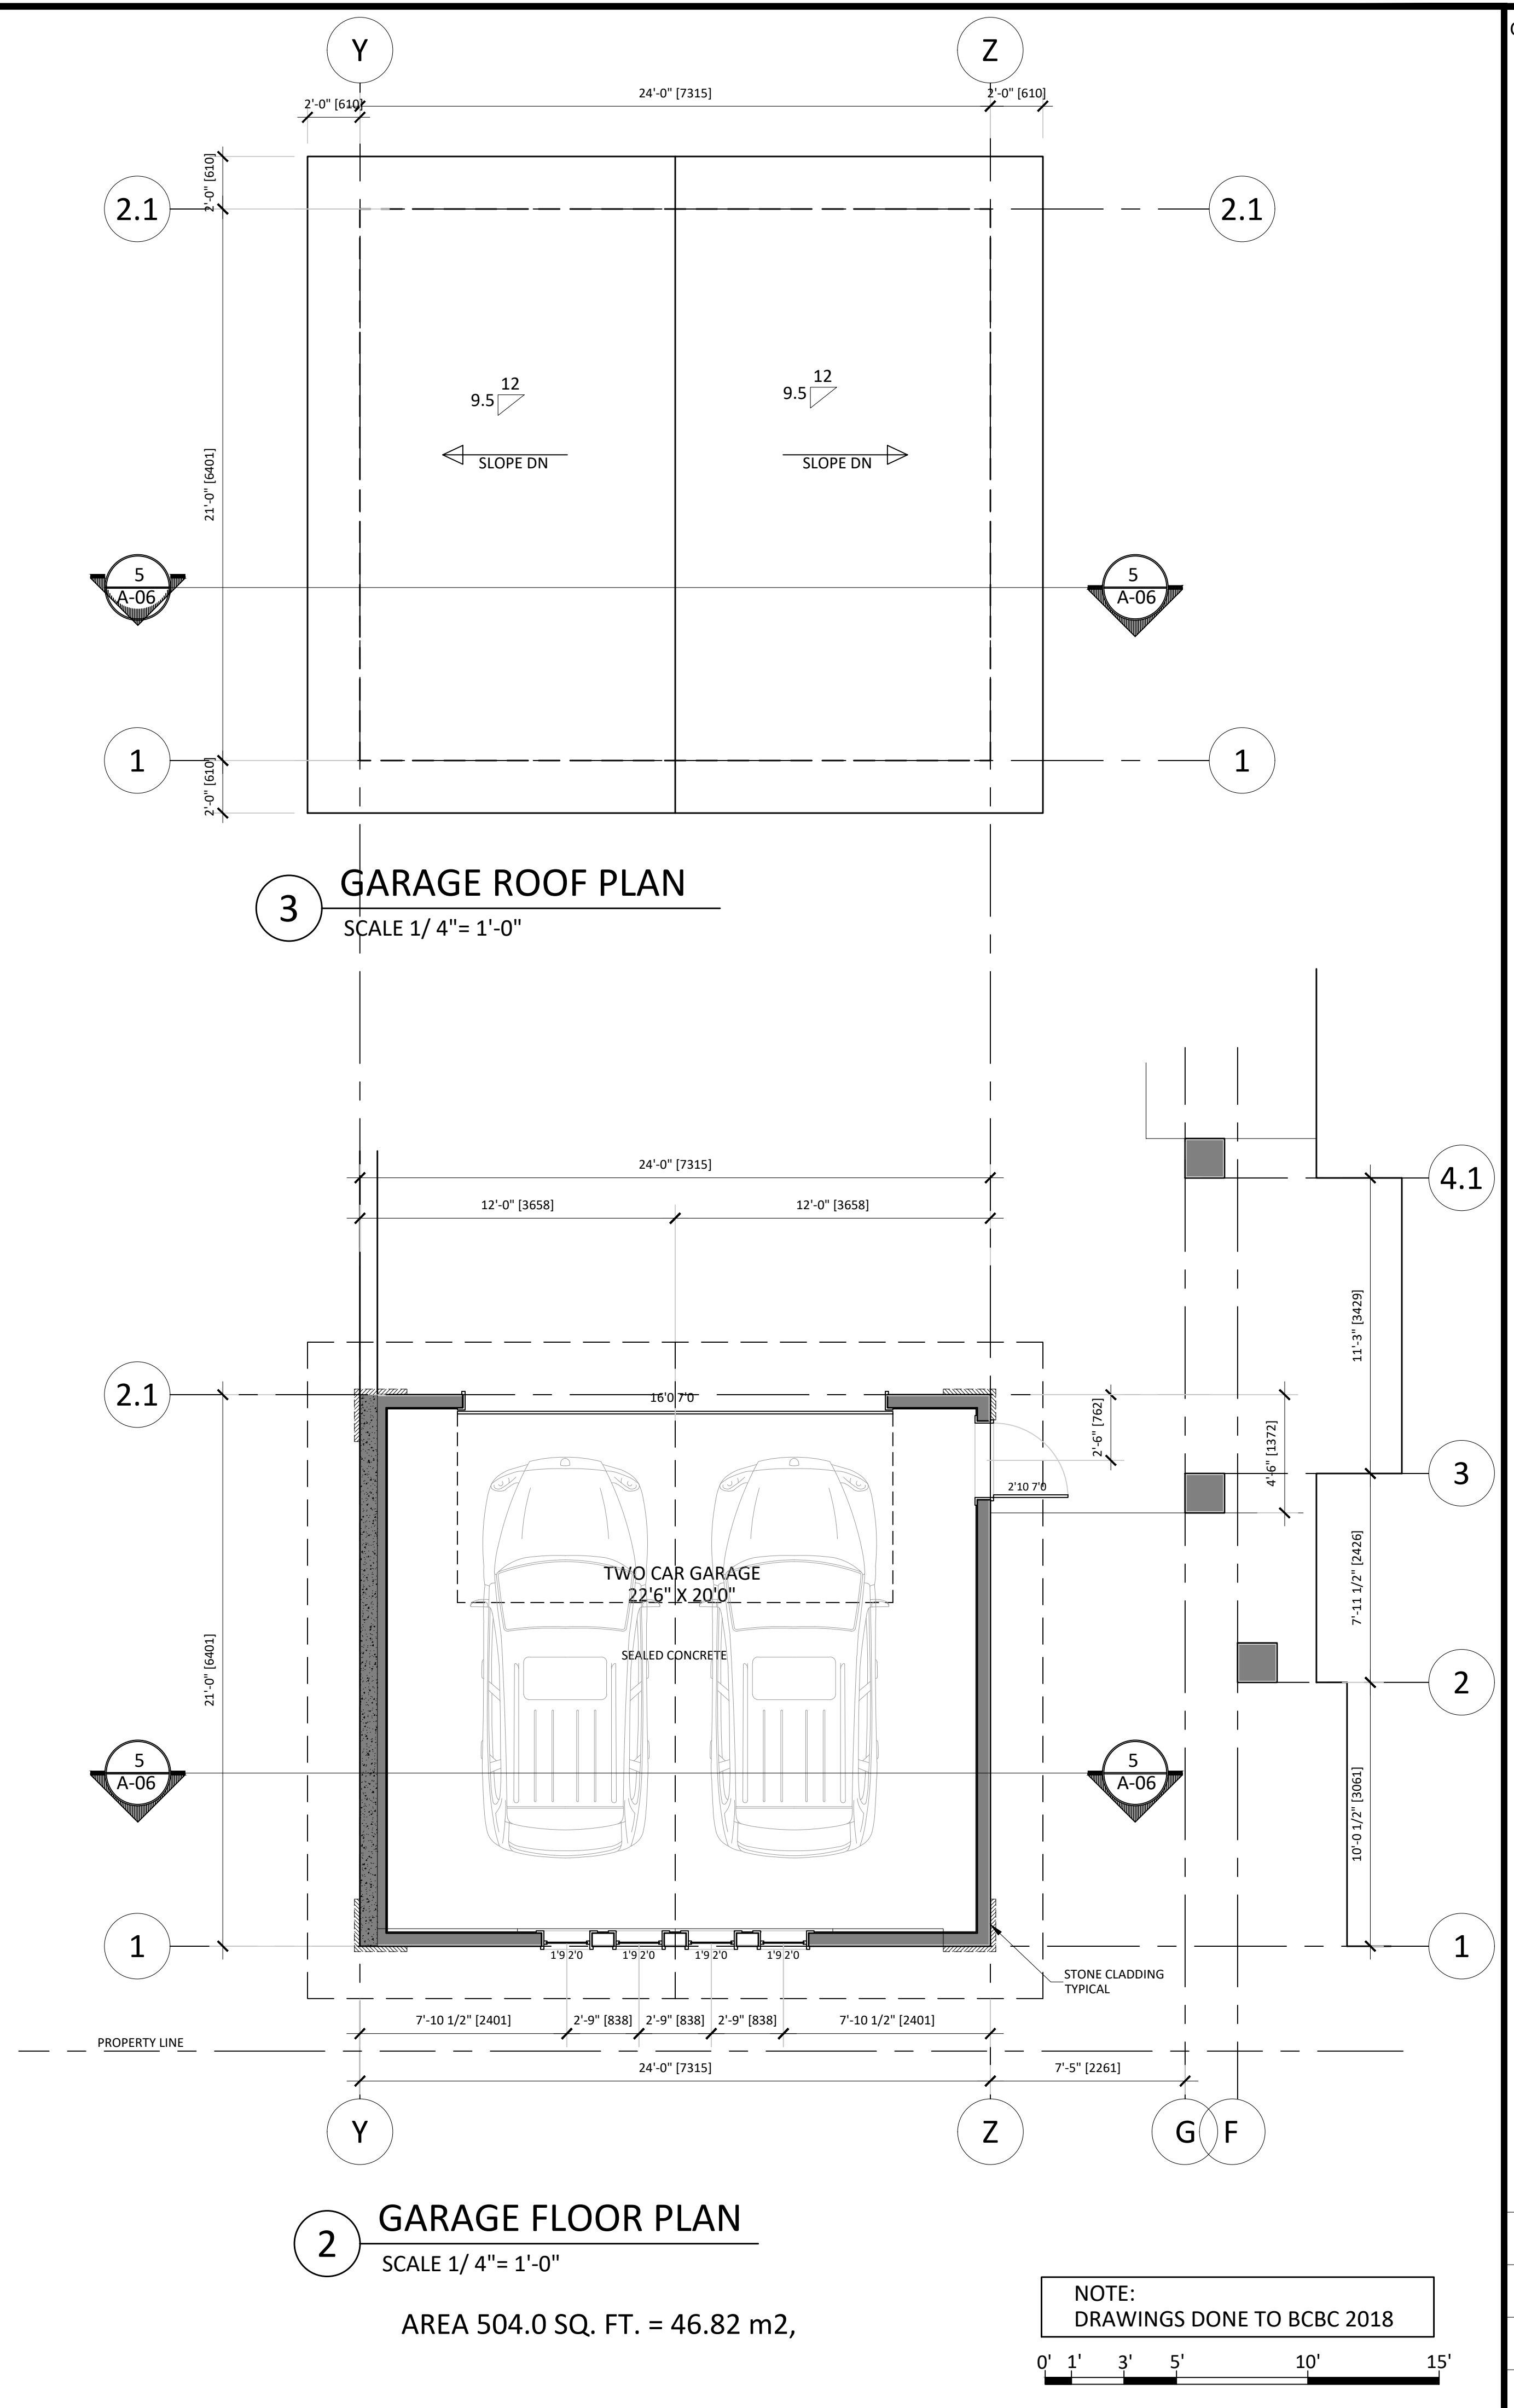 Y
Z
24'-0" [7315]
2'-0" [610]
2'-0" [610]
2'-0" [610]
2.1
2.1
12
9.5
12
9.5
SLOPE DN
SLOPE DN
21'-0" [6401]
5
A-06
5
A-06
1
1
2'-0" [610]
3
GARAGE ROOF PLAN
SCALE 1/ 4"= 1'-0"
24'-0" [7315]
12'-0" [3658]
12'-0" [3658]
4.1
11'-3" [3429]
2.1
16'0 7'0
2'-6" [762]
4'-6" [1372]
3
2'10 7'0
TWO CAR GARAGE
22'6" X 20'0"
SEALED CONCRETE
7'-11 1/2" [2426]
21'-0" [6401]
2
5
A-06
5
A-06
10'-0 1/2" [3061]
1
1
1'9 2'0
1'9 2'0
1'9 2'0
1'9 2'0
STONE CLADDING
TYPICAL
7'-10 1/2" [2401]
2'-9" [838]
2'-9" [838]
2'-9" [838]
7'-10 1/2" [2401]
PROPERTY LINE
24'-0" [7315]
7'-5" [2261]
Y
Z
G
F
2
GARAGE FLOOR PLAN
SCALE 1/ 4"= 1'-0"
AREA 504.0 SQ. FT. = 46.82 m2,
NOTE:
DRAWINGS DONE TO BCBC 2018
0' 1' 3' 5' 10' 15'